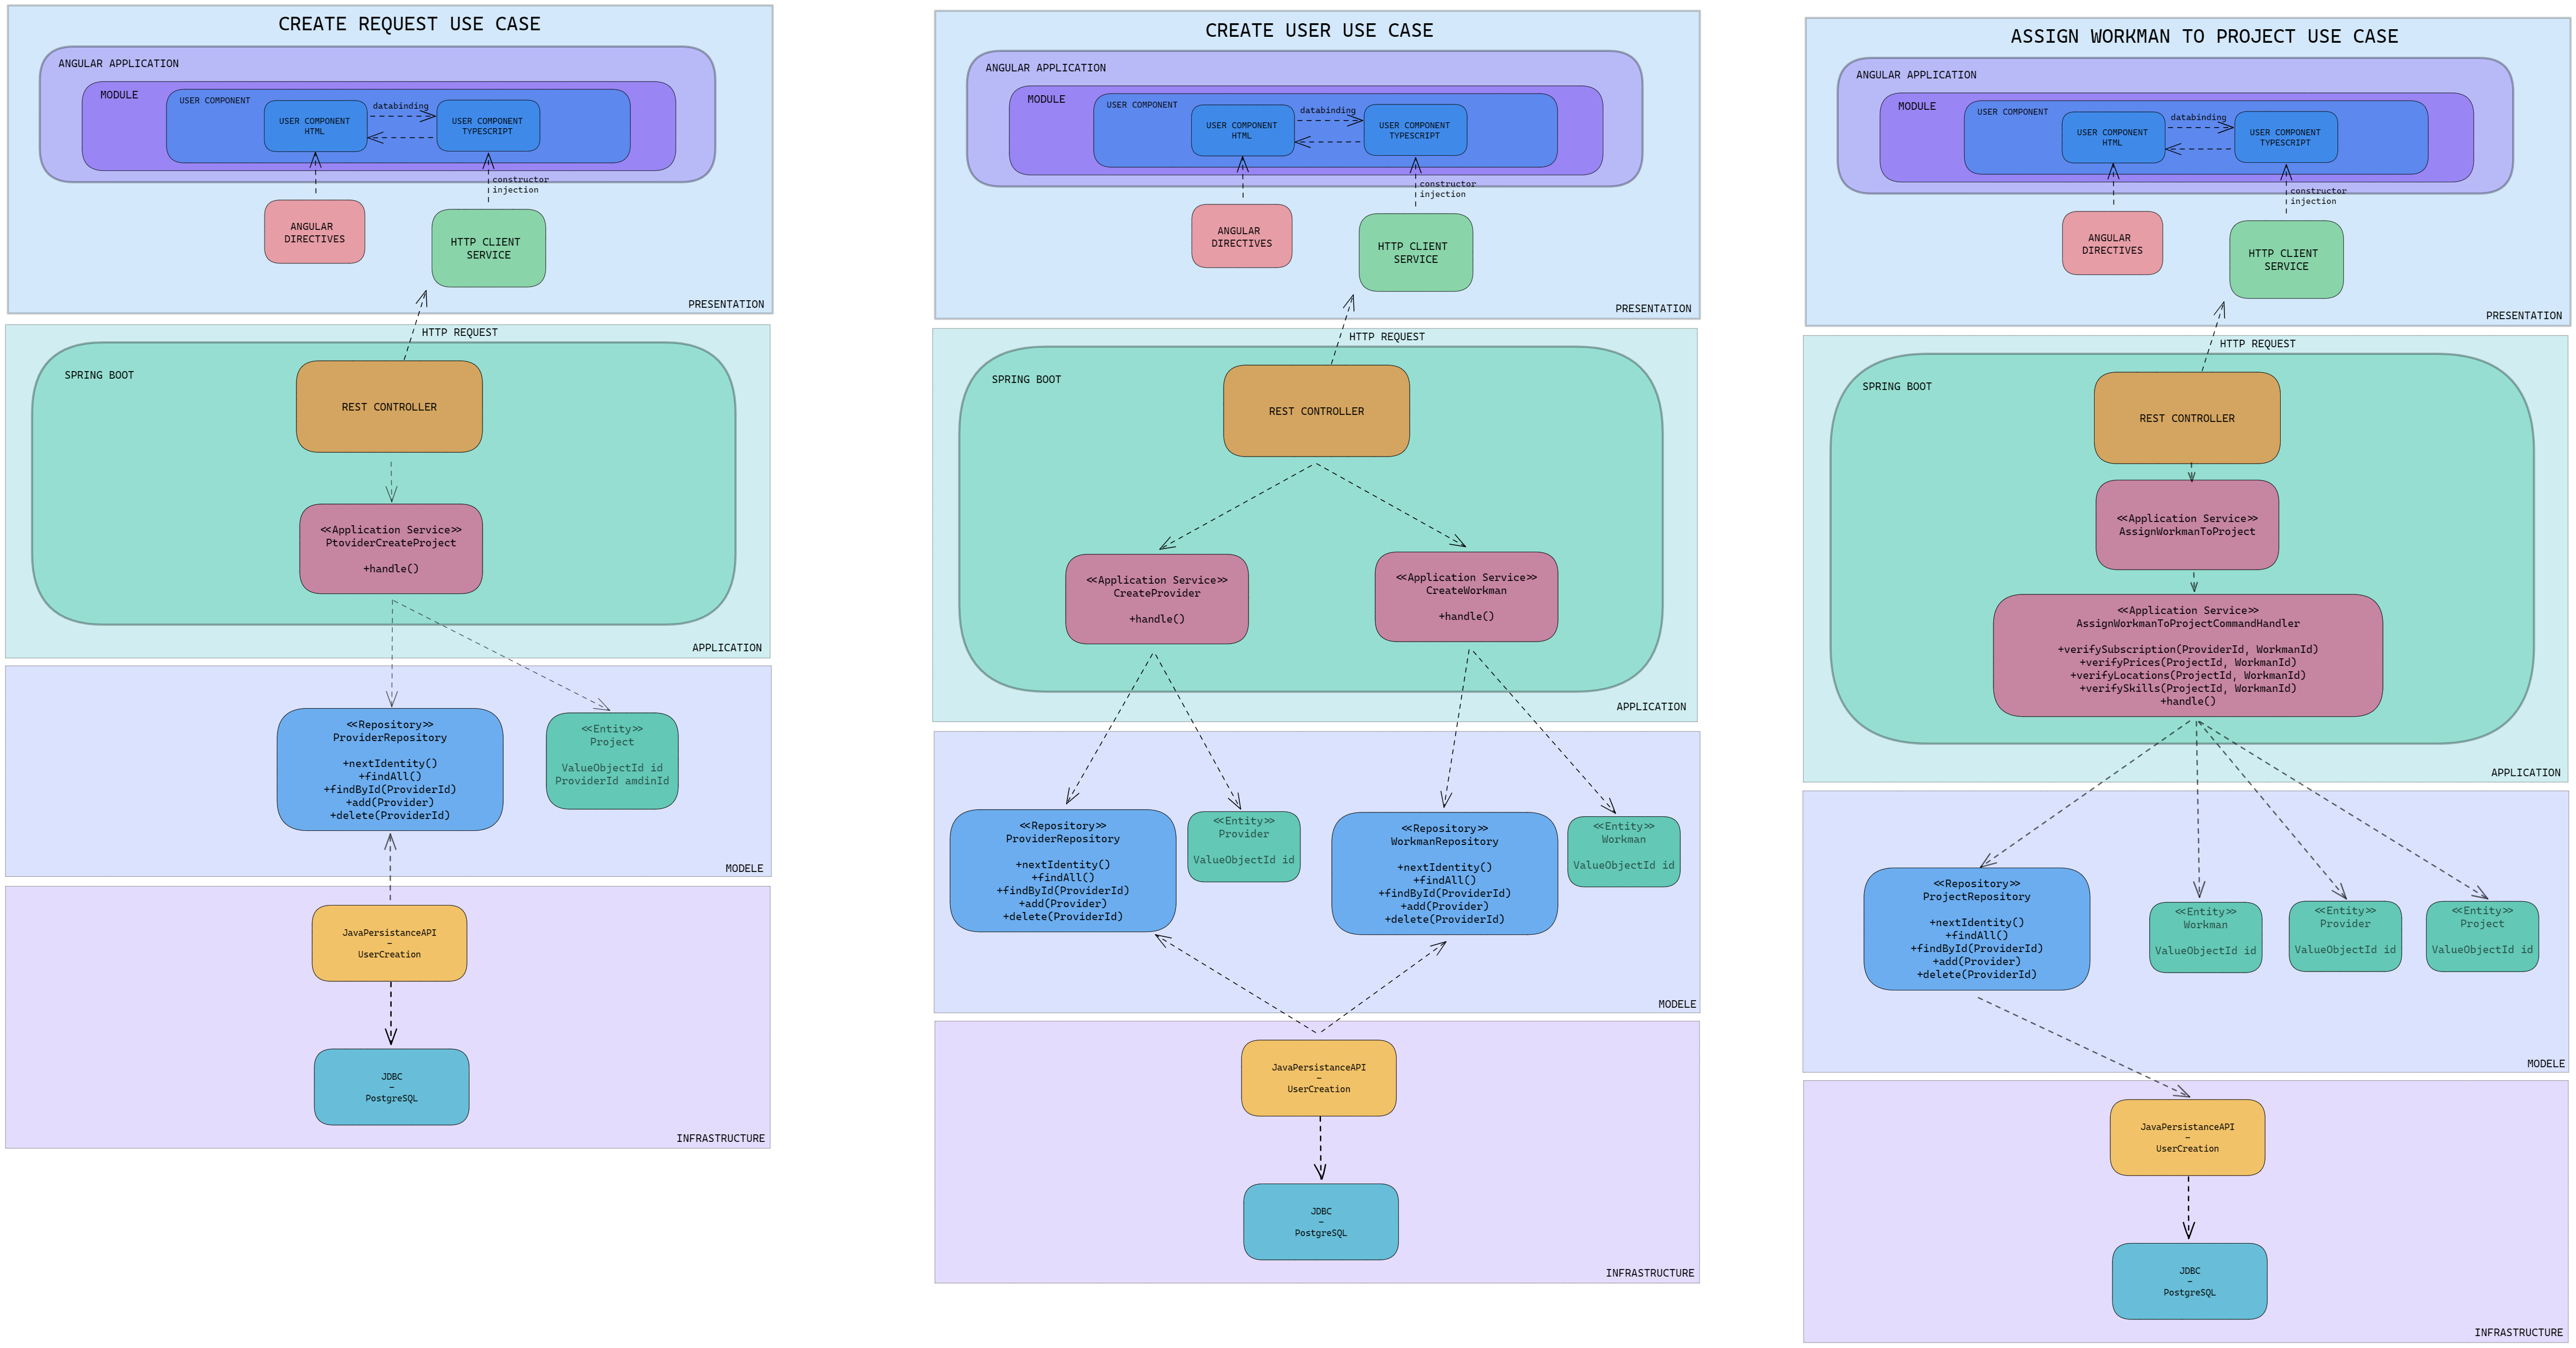 CREATE REQUEST USE CASE
ANGULAR APPLICATION
MODULE
USER COMPONENT
USER COMPONENT
HTML
databinding
USER COMPONENT
TYPESCRIPT
constructor
injection
ANGULAR
DIRECTIVES
HTTP CLIENT
SERVICE
PRESENTATION
HTTP REQUEST
SPRING BOOT
REST CONTROLLER
<<Application Service>>
PtoviderCreateProject
+handle()
APPLICATION
<<Repository>>
ProviderRepository
+nextIdentity()
+findAll()
+findById(ProviderId)
+add(Provider)
+delete(ProviderId)
<<Entity>>
Project
ValueObjectId id
ProviderId amdinId
MODELE
JavaPersistanceAPI
–
UserCreation
JDBC
–
PostgreSQL
INFRASTRUCTURE
CREATE USER USE CASE
ANGULAR APPLICATION
MODULE
USER COMPONENT
USER COMPONENT
HTML
databinding
USER COMPONENT
TYPESCRIPT
constructor
injection
ANGULAR
DIRECTIVES
HTTP CLIENT
SERVICE
PRESENTATION
HTTP REQUEST
SPRING BOOT
REST CONTROLLER
<<Application Service>>
CreateProvider
+handle()
<<Application Service>>
CreateWorkman
+handle()
APPLICATION
<<Repository>>
ProviderRepository
+nextIdentity()
+findAll()
+findById(ProviderId)
+add(Provider)
+delete(ProviderId)
<<Entity>>
Provider
ValueObjectId id
<<Repository>>
WorkmanRepository
+nextIdentity()
+findAll()
+findById(ProviderId)
+add(Provider)
+delete(ProviderId)
<<Entity>>
Workman
ValueObjectId id
MODELE
JavaPersistanceAPI
–
UserCreation
JDBC
–
PostgreSQL
INFRASTRUCTURE
ASSIGN WORKMAN TO PROJECT USE CASE
ANGULAR APPLICATION
MODULE
USER COMPONENT
USER COMPONENT
HTML
databinding
USER COMPONENT
TYPESCRIPT
constructor
injection
ANGULAR
DIRECTIVES
HTTP CLIENT
SERVICE
PRESENTATION
HTTP REQUEST
SPRING BOOT
REST CONTROLLER
<<Application Service>>
AssignWorkmanToProject
<<Application Service>>
AssignWorkmanToProjectCommandHandler
+verifySubscription(ProviderId, WorkmanId)
+verifyPrices(ProjectId, WorkmanId)
+verifyLocations(ProjectId, WorkmanId)
+verifySkills(ProjectId, WorkmanId)
+handle()
APPLICATION
<<Repository>>
ProjectRepository
+nextIdentity()
+findAll()
+findById(ProviderId)
+add(Provider)
+delete(ProviderId)
<<Entity>>
Workman
ValueObjectId id
<<Entity>>
Provider
ValueObjectId id
<<Entity>>
Project
ValueObjectId id
MODELE
JavaPersistanceAPI
–
UserCreation
JDBC
–
PostgreSQL
INFRASTRUCTURE